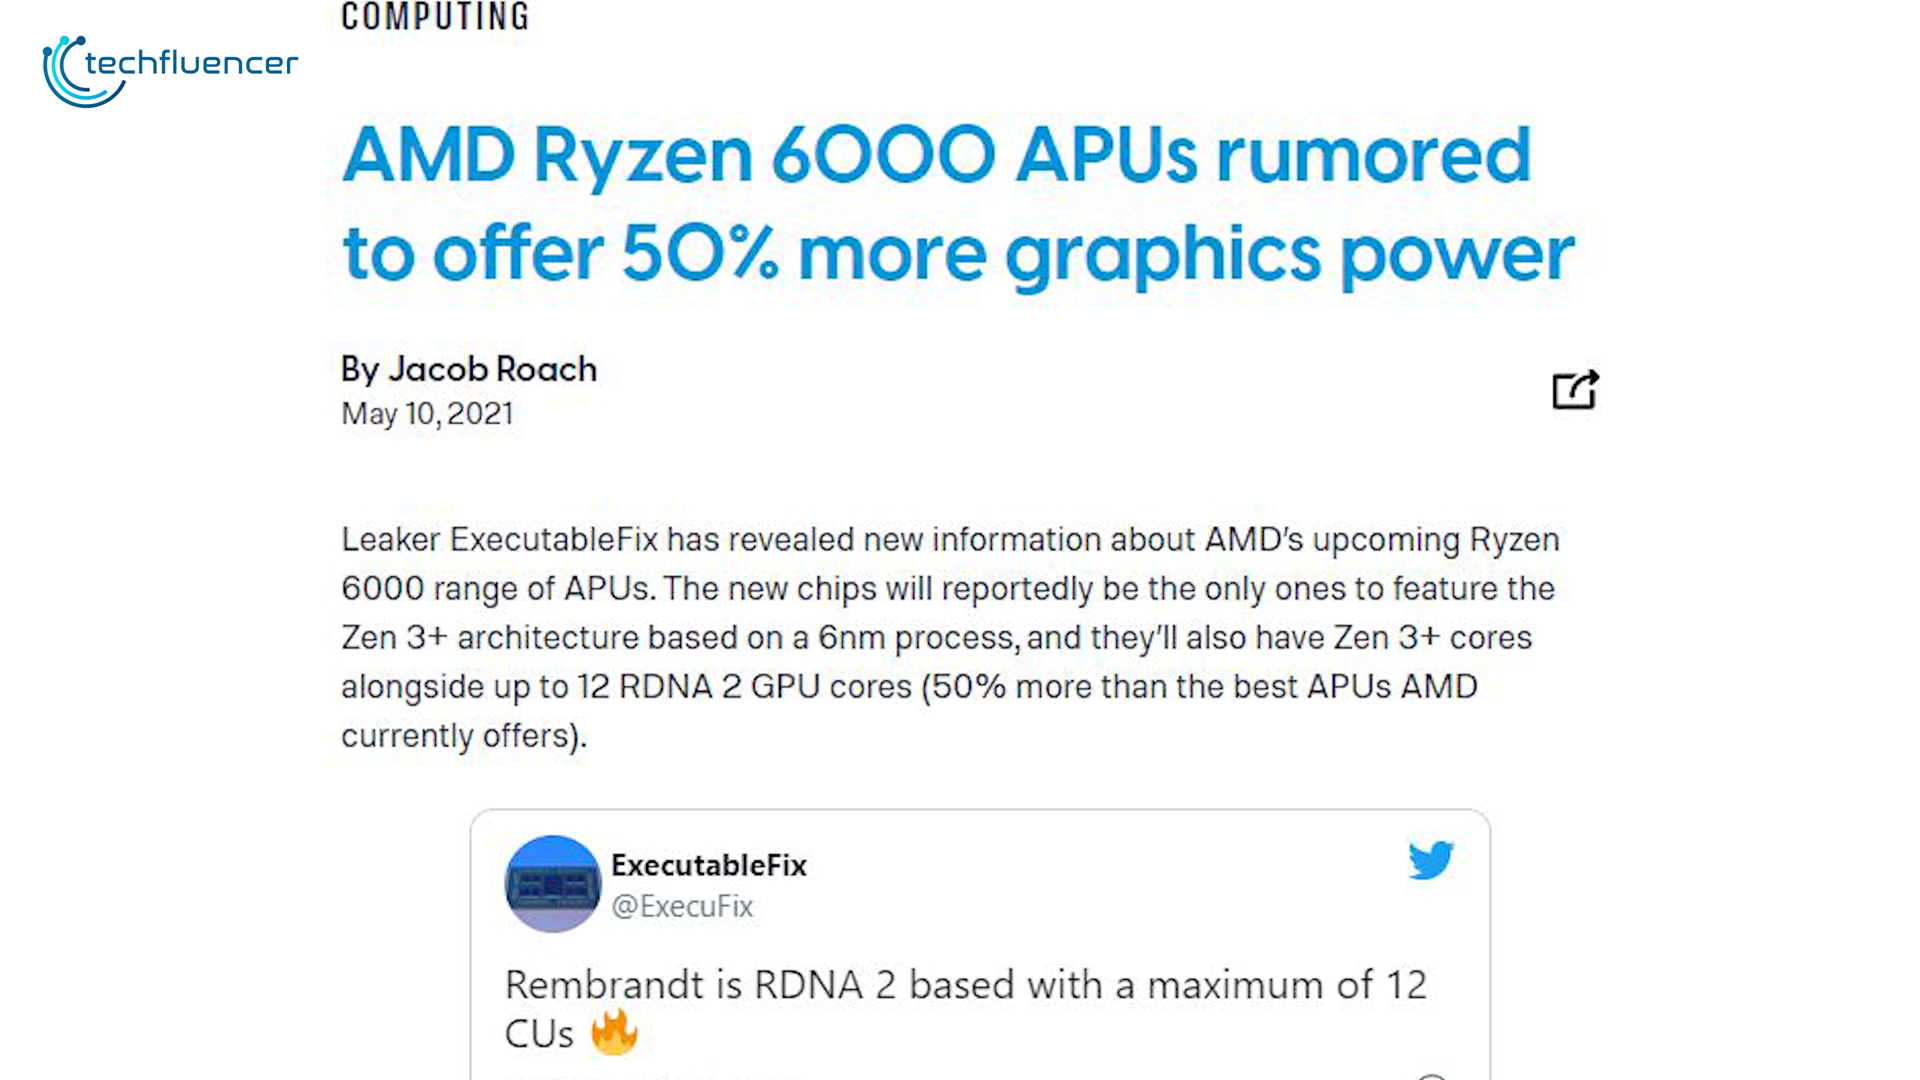 COMPUTING
techfluencer
AMD Ryzen 6000 APUs rumored
to offer 50% more graphics power
By Jacob Roach
May 10, 2021
Leaker ExecutableFix has revealed new information about AMD’s upcoming Ryzen
6000 range of APUs. The new chips will reportedly be the only ones to feature the
Zen 3+ architecture based on a 6nm process, and they’ll also have Zen 3+ cores
alongside up to 12 RDNA 2 GPU cores (50% more than the best APUs AMD
currently offers).
ExecutableFix
@ExecuFix
Rembrandt is RDNA 2 based with a maximum of 12
CUs 🔥